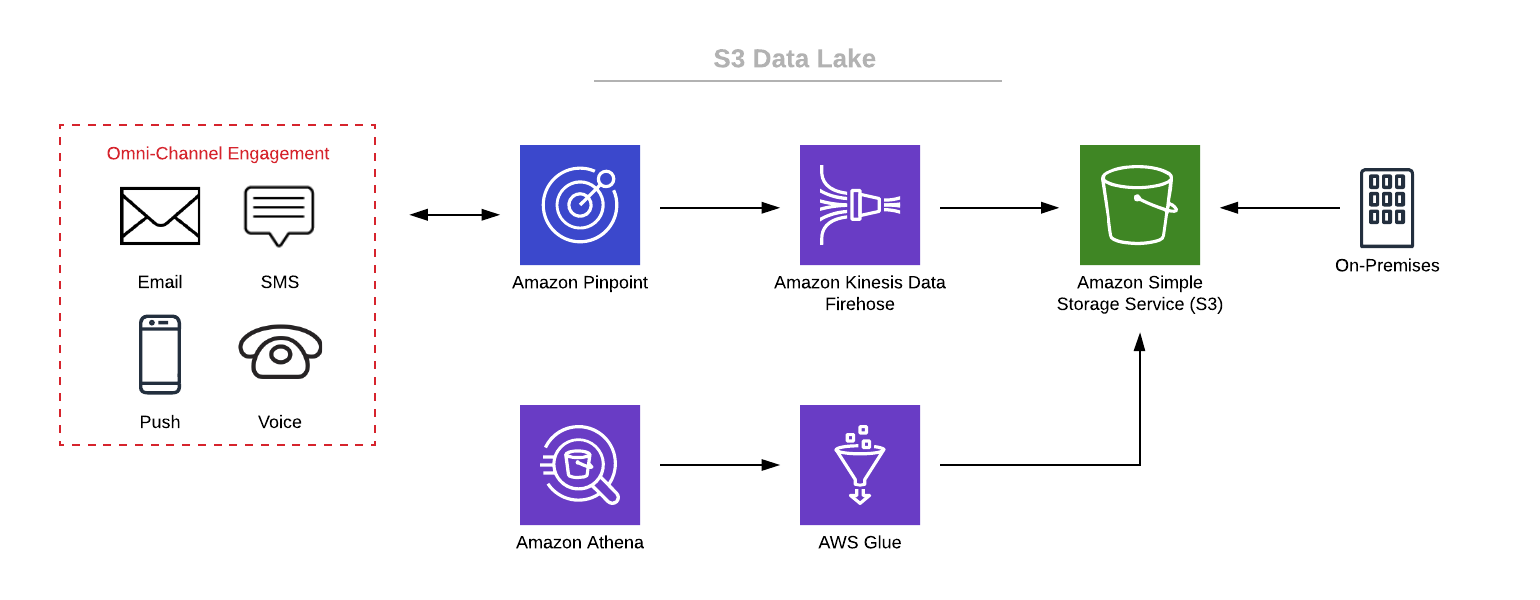 S3 Data Lake
Omni-Channel Engagement
Email
SMS
Push
Voice
Amazon Pinpoint
Amazon Kinesis Data
Firehose
Amazon Simple
Storage Service (S3)
On-Premises
Amazon Athena
AWS Glue